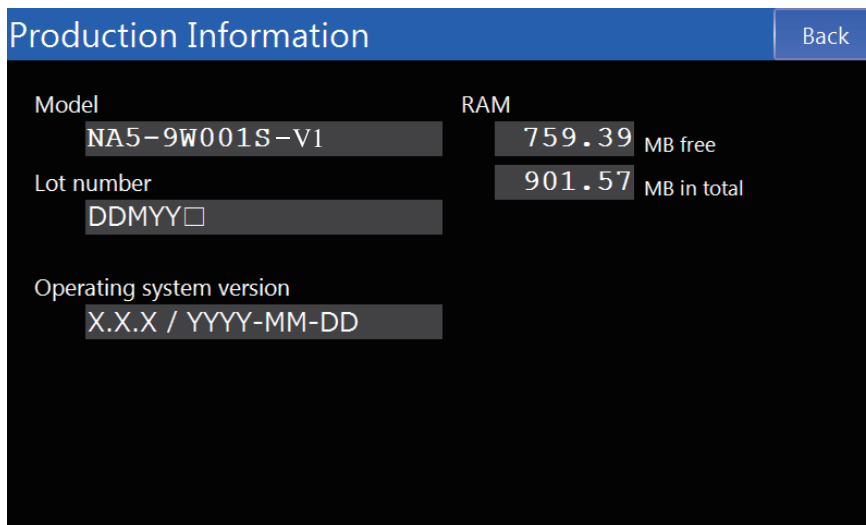 Production Information
Back
Model
NA5-9W001S-V1
Lot number
DDMYY□
Operating system version
X.X.X / YYYY-MM-DD
RAM
759.39 MB free
901.57 MB in total